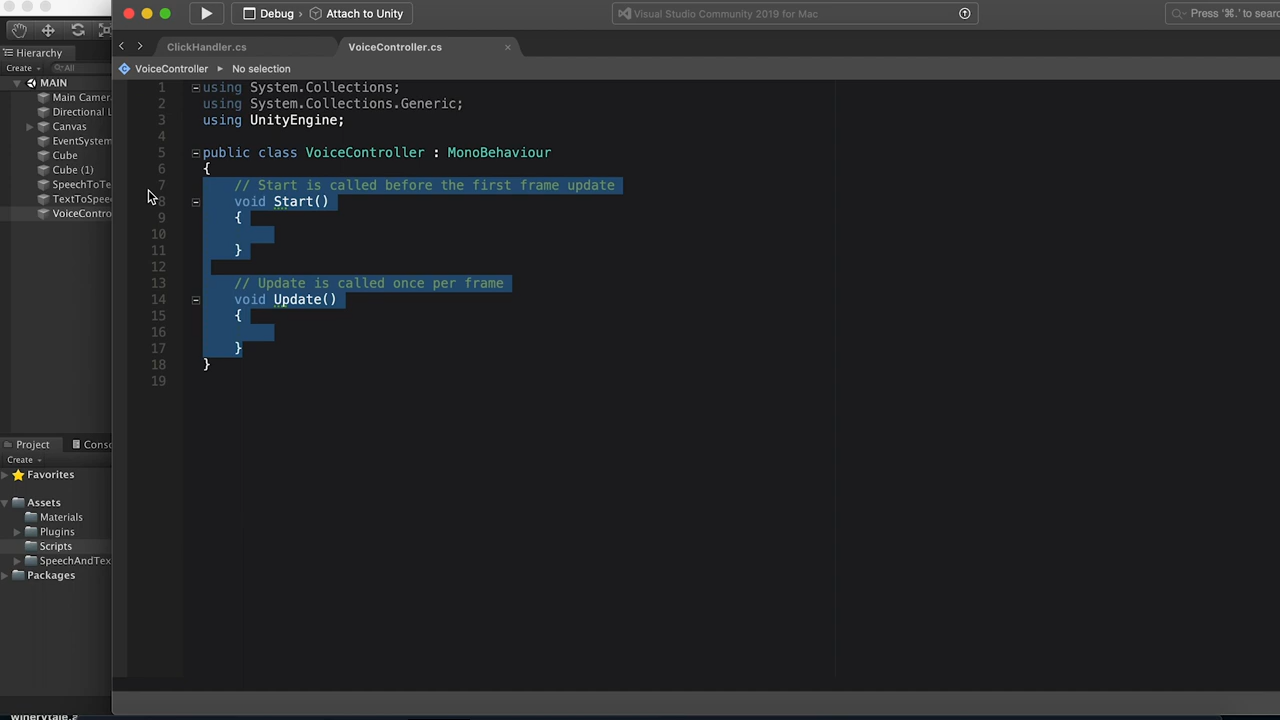 Debug › Attach to Unity
Visual Studio Community 2019 for Mac
Press '⌘.' to sear
Hierarchy
ClickHandler.cs
VoiceController.cs
Create
All
VoiceController ▸ No selection
MAIN
Main Camer
Directional L
Canvas
EventSystem
Cube
Cube (1)
SpeechToTe
TextToSpee
VoiceContro
1 using System.Collections;
2 using System.Collections.Generic;
3 using UnityEngine;
4
5 public class VoiceController : MonoBehaviour
6 {
7 // Start is called before the first frame update
8 void Start()
9 {
10
11 }
12
13 // Update is called once per frame
14 void Update()
15 {
16
17 }
18 }
19
Project
Conso
Create
Favorites
Assets
Materials
Plugins
Scripts
SpeechAndTex
Packages
winerytale.2